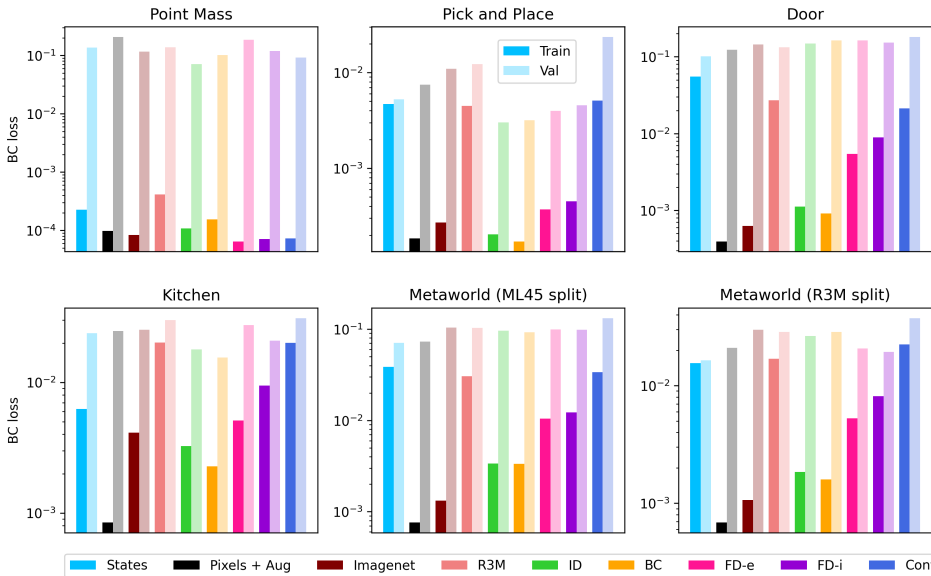 Point Mass
Pick and Place
Door
BC loss
10^-1
10^-2
10^-3
10^-4
10^-2
10^-3
Train
Val
10^-1
10^-2
10^-3
Kitchen
Metaworld (ML45 split)
Metaworld (R3M split)
BC loss
10^-2
10^-3
10^-1
10^-2
10^-3
10^-2
10^-3
States Pixels + Aug Imagenet R3M ID BC FD-e FD-i Cont